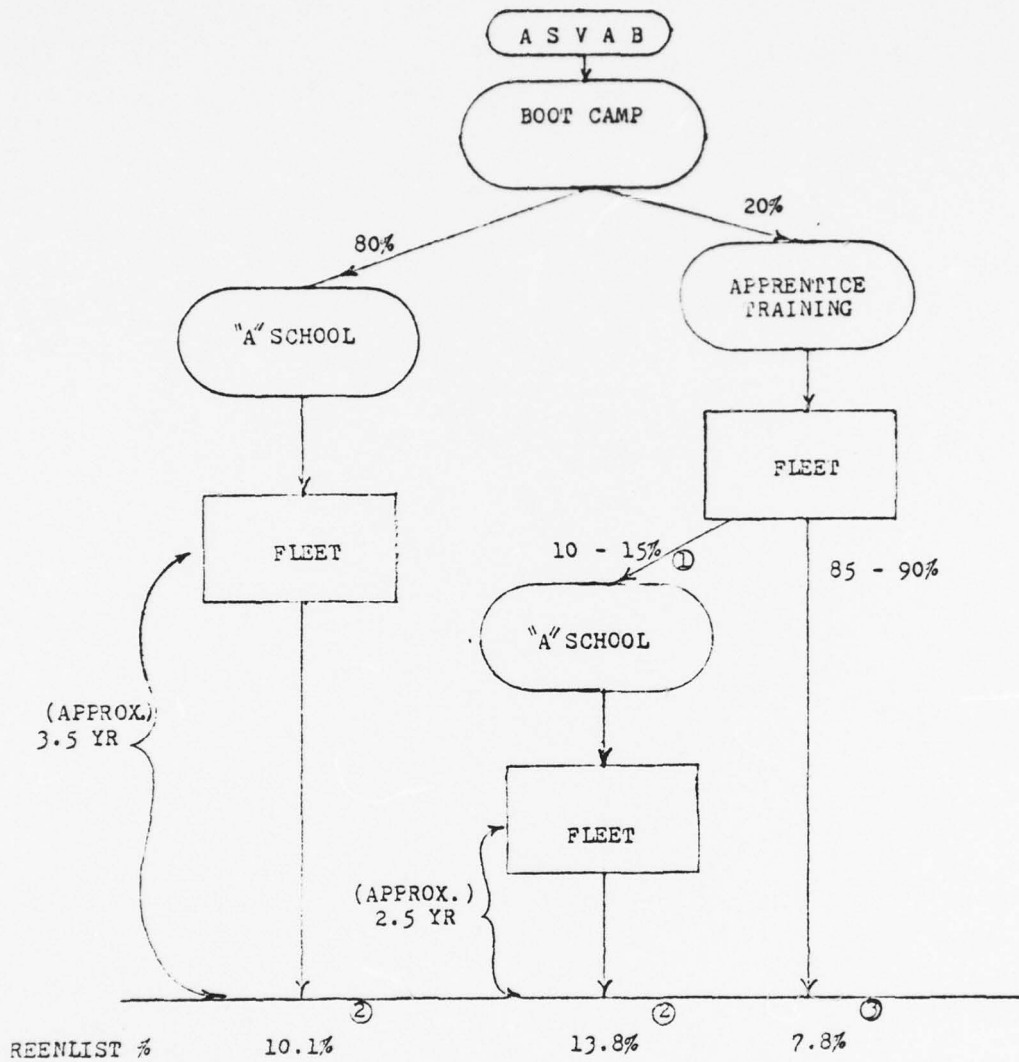 A S V A B
BOOT CAMP
20%
80%
APPRENTICE
TRAINING
"A" SCHOOL
FLEET
FLEET
10 - 15% ①
85 - 90%
"A" SCHOOL
(APPROX.)
3.5 YR
FLEET
(APPROX.)
2.5 YR
② ② ③
REENLIST % 10.1% 13.8% 7.8%